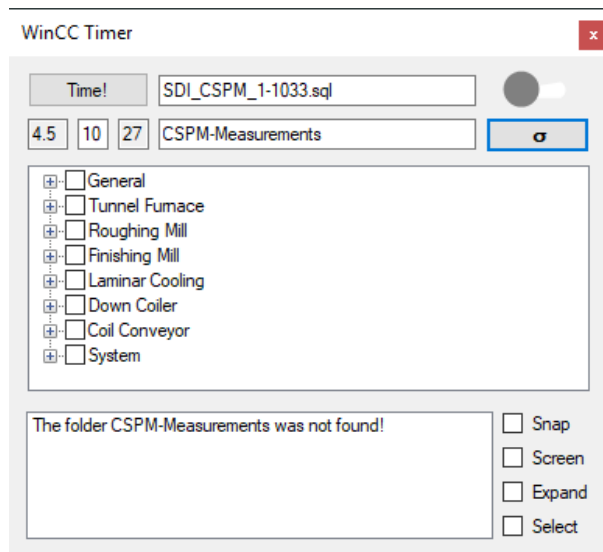 WinCC Timer
x
Time! SDI_CSPM_1-1033.sql
4.5 10 27 CSPM-Measurements σ
General
Tunnel Furnace
Roughing Mill
Finishing Mill
Laminar Cooling
Down Coiler
Coil Conveyor
System
The folder CSPM-Measurements was not found!
Snap
Screen
Expand
Select